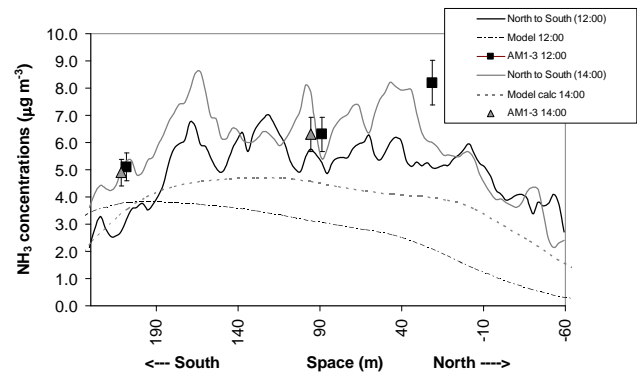 North to South (12:00)
Model 12:00
AM1-3 12:00
North to South (14:00)
Model calc 14:00
AM1-3 14:00
NH3 concentrations (µg m-3)
10.0
9.0
8.0
7.0
6.0
5.0
4.0
3.0
2.0
1.0
0.0
190
140
90
40
-10
-60
<--- South
Space (m)
North ---->